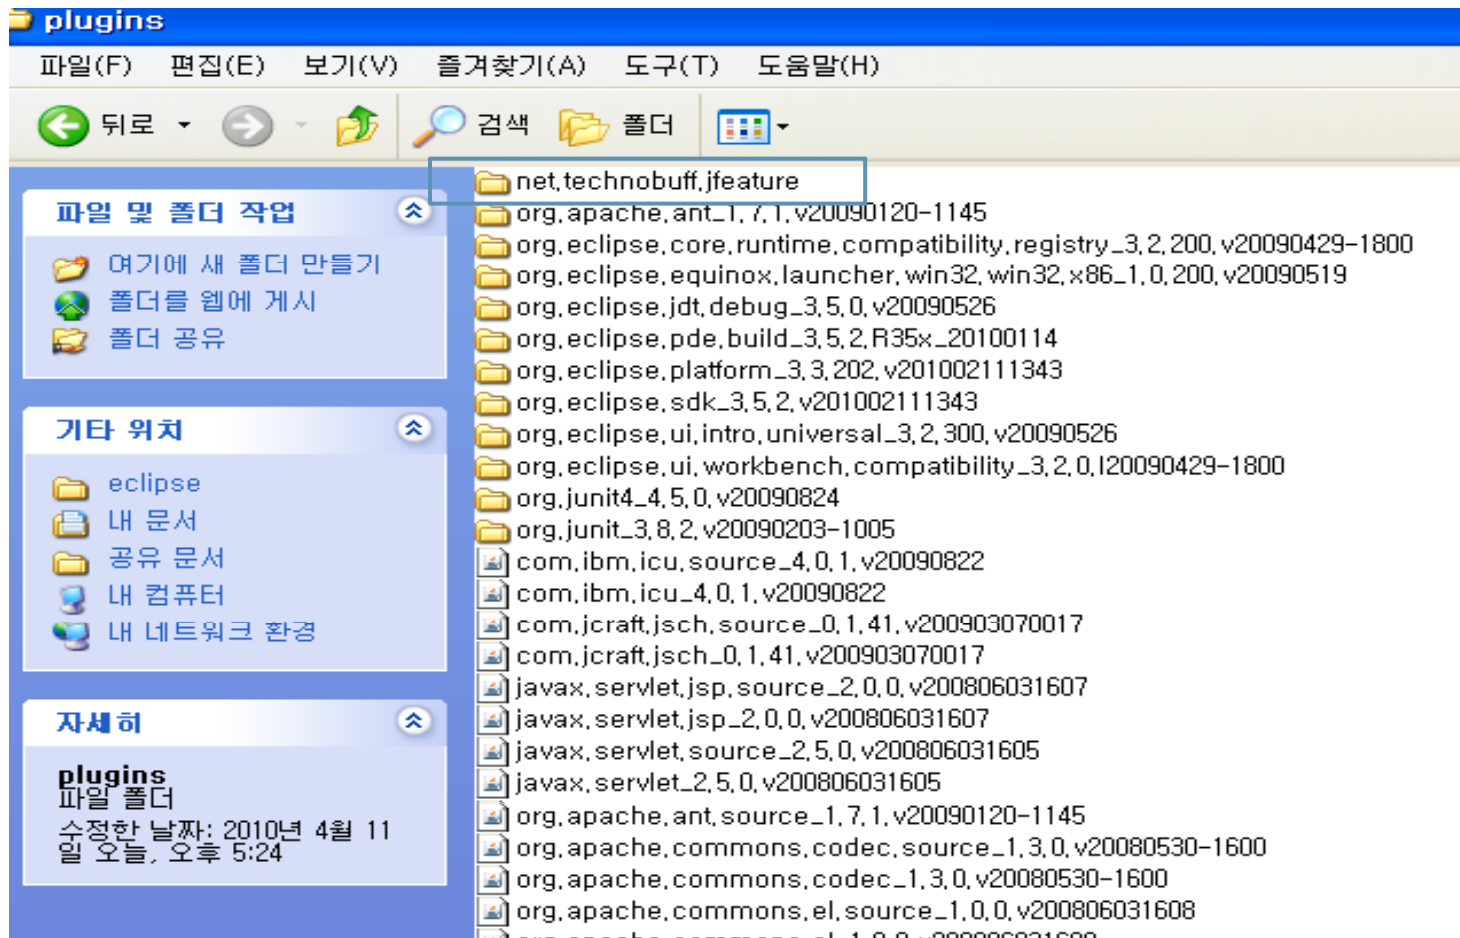 plugins
파일(F) 편집(E) 보기(V) 즐겨찾기(A) 도구(T) 도움말(H)
뒤로 검색 폴더
파일 및 폴더 작업
여기에 새 폴더 만들기
폴더를 웹에 게시
폴더 공유
기타 위치
eclipse
내 문서
공유 문서
내 컴퓨터
내 네트워크 환경
자세히
plugins
파일 폴더
수정한 날짜: 2010년 4월 11
일 오늘, 오후 5:24
net.technobuff.jfeature
org.apache.ant_1.7.1.v20090120-1145
org.eclipse.core.runtime.compatibility.registry_3.2.200.v20090429-1800
org.eclipse.equinox.launcher.win32.win32.x86_1.0.200.v20090519
org.eclipse.jdt.debug_3.5.0.v20090526
org.eclipse.pde.build_3.5.2.R35x_20100114
org.eclipse.platform_3.3.202.v201002111343
org.eclipse.sdk_3.5.2.v201002111343
org.eclipse.ui.intro.universal_3.2.300.v20090526
org.eclipse.ui.workbench.compatibility_3.2.0.I20090429-1800
org.junit4_4.5.0.v20090824
org.junit_3.8.2.v20090203-1005
com.ibm.icu.source_4.0.1.v20090822
com.ibm.icu_4.0.1.v20090822
com.jcraft.jsch.source_0.1.41.v200903070017
com.jcraft.jsch_0.1.41.v200903070017
javax.servlet.jsp.source_2.0.0.v200806031607
javax.servlet.jsp_2.0.0.v200806031607
javax.servlet.source_2.5.0.v200806031605
javax.servlet_2.5.0.v200806031605
org.apache.ant.source_1.7.1.v20090120-1145
org.apache.commons.codec.source_1.3.0.v20080530-1600
org.apache.commons.codec_1.3.0.v20080530-1600
org.apache.commons.el.source_1.0.0.v200806031608